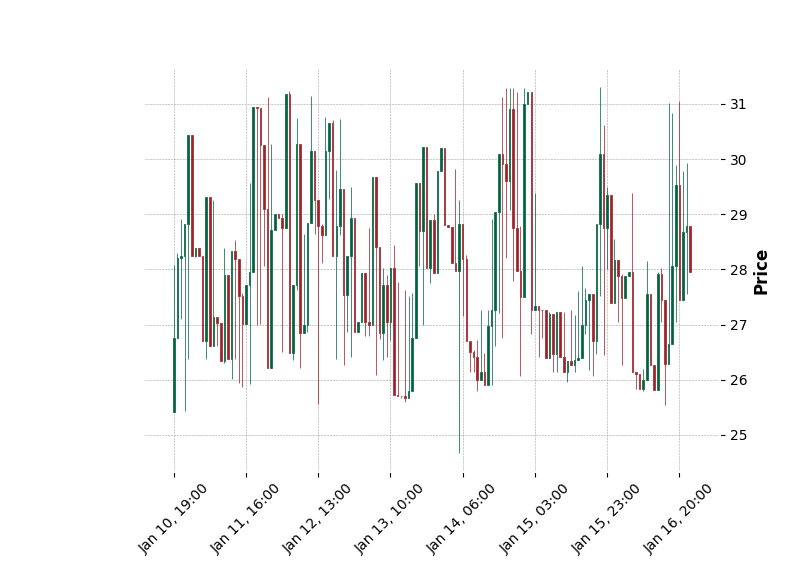 31
30
29
28
27
26
25
Price
Jan 10, 19:00
Jan 11, 16:00
Jan 12, 13:00
Jan 13, 10:00
Jan 14, 06:00
Jan 15, 03:00
Jan 15, 23:00
Jan 16, 20:00